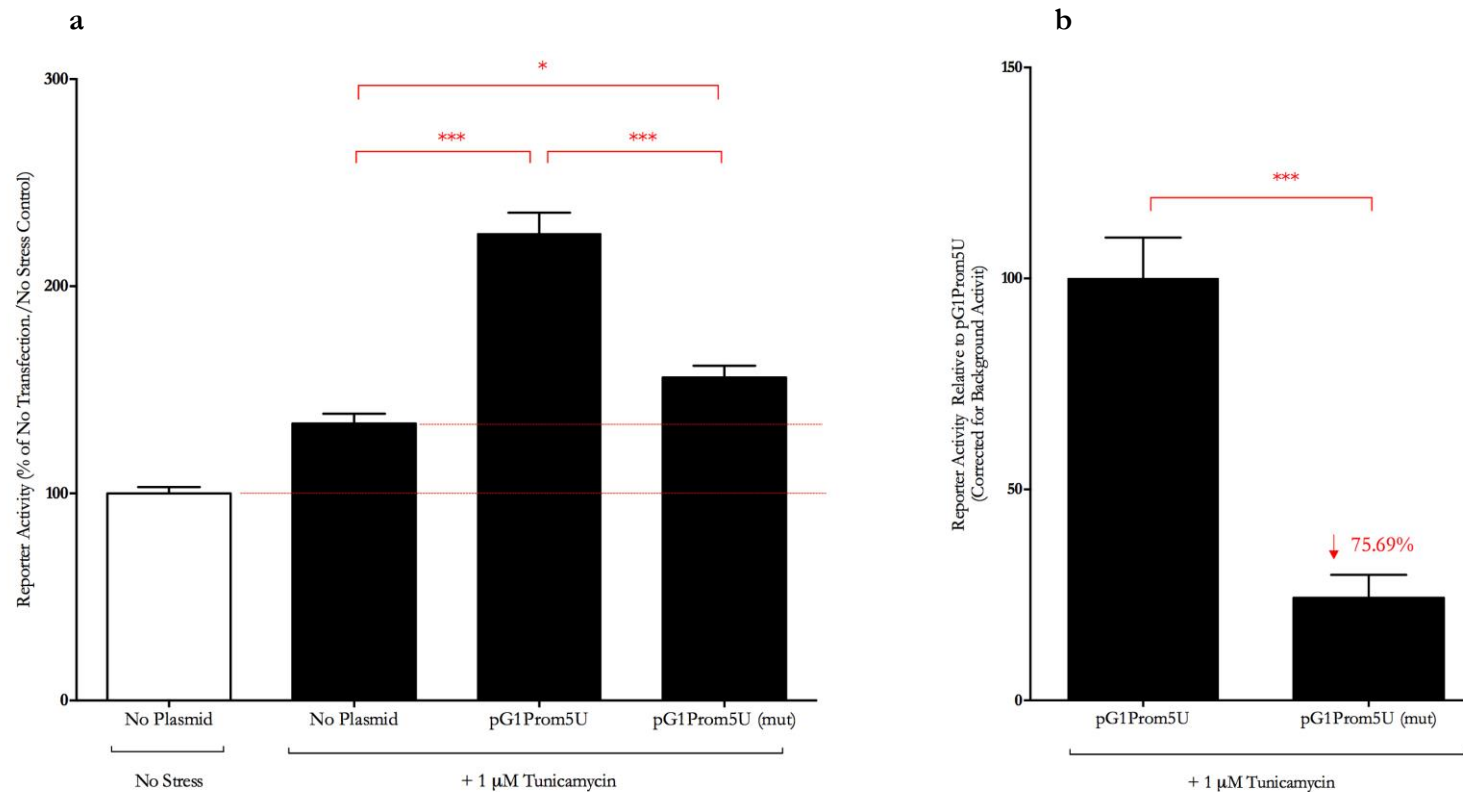 a
Reporter Activity (% of No Transfection./No Stress Control)
300
200
100
0
*
***
***
No Plasmid
No Plasmid
pG1Prom5U
pG1Prom5U (mut)
No Stress
+ 1 µM Tunicamycin
b
Reporter Activity Relative to pG1Prom5U
(Corrected for Background Activit)
150
100
50
0
***
↓ 75.69%
pG1Prom5U
pG1Prom5U (mut)
+ 1 µM Tunicamycin